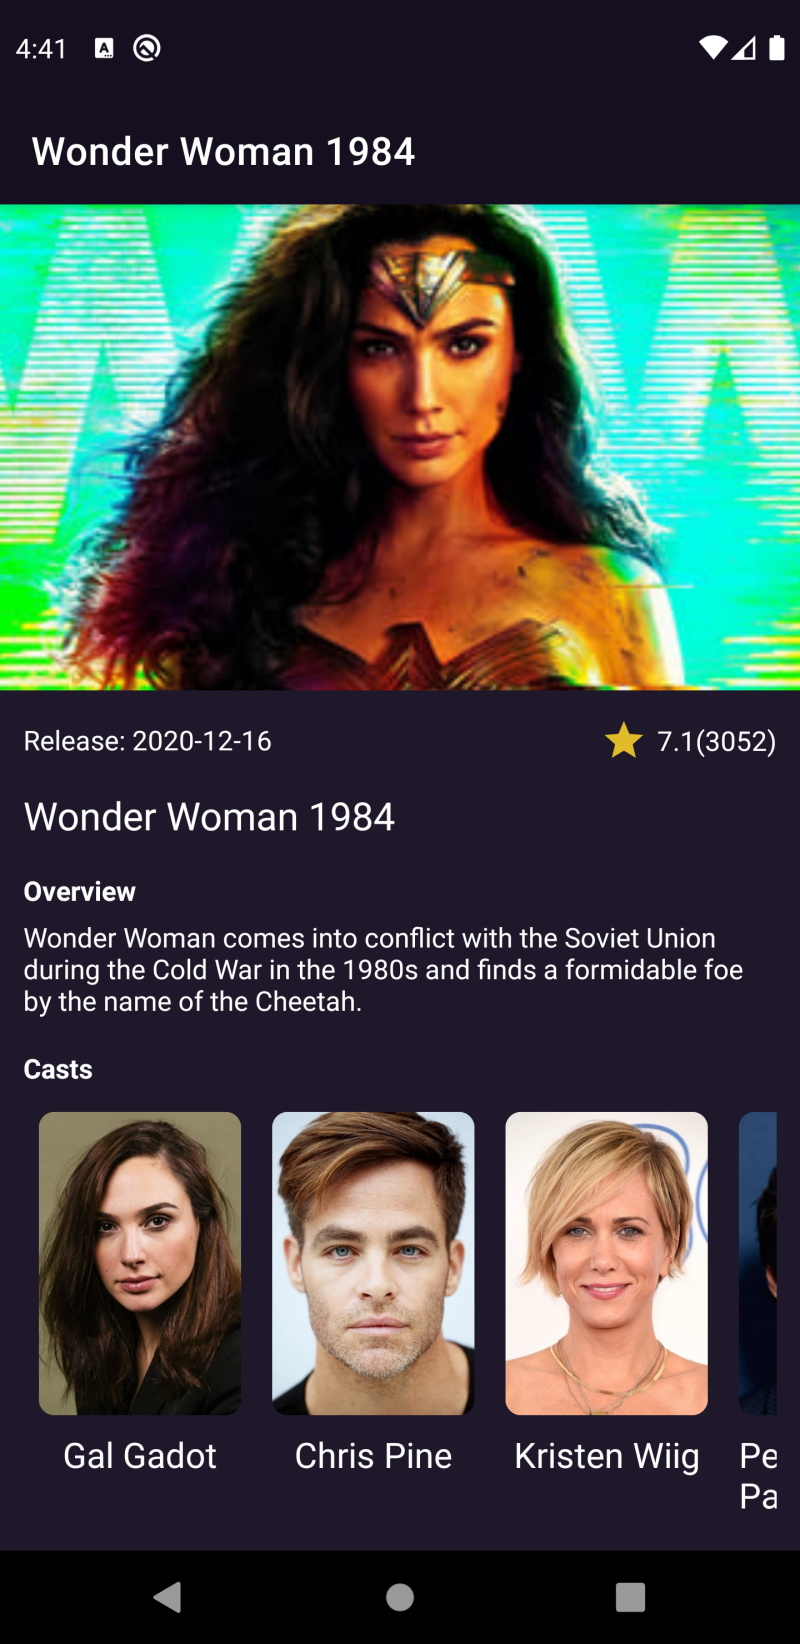 4:41
A
Wonder Woman 1984
Release: 2020-12-16
7.1(3052)
Wonder Woman 1984
Overview
Wonder Woman comes into conflict with the Soviet Union
during the Cold War in the 1980s and finds a formidable foe
by the name of the Cheetah.
Casts
Gal Gadot
Chris Pine
Kristen Wiig
Pe
Pa